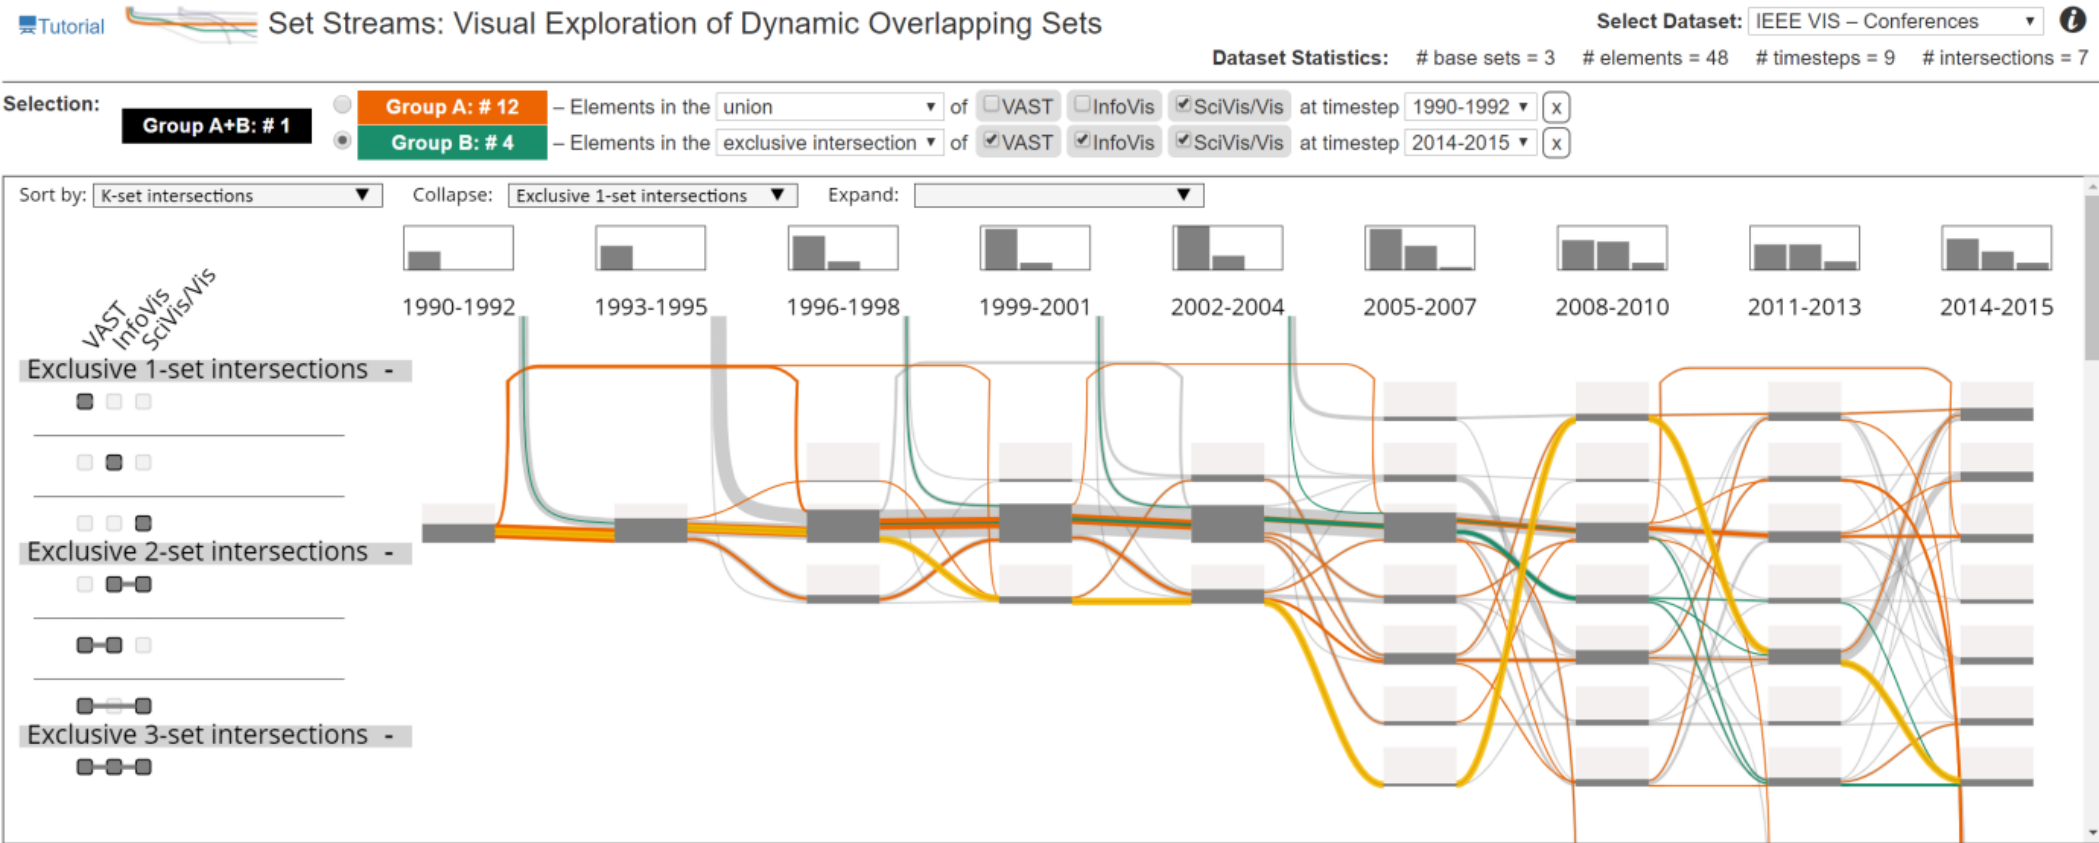 Tutorial
Set Streams: Visual Exploration of Dynamic Overlapping Sets
Select Dataset: IEEE VIS – Conferences
Dataset Statistics: # base sets = 3 # elements = 48 # timesteps = 9 # intersections = 7
Selection:
Group A+B: # 1
Group A: # 12 – Elements in the union of VAST InfoVis SciVis/Vis at timestep 1990-1992 x
Group B: # 4 – Elements in the exclusive intersection of VAST InfoVis SciVis/Vis at timestep 2014-2015 x
Sort by: K-set intersections Collapse: Exclusive 1-set intersections Expand:
1990-1992 1993-1995 1996-1998 1999-2001 2002-2004 2005-2007 2008-2010 2011-2013 2014-2015
VAST
InfoVis
SciVis/Vis
Exclusive 1-set intersections -
Exclusive 2-set intersections -
Exclusive 3-set intersections -